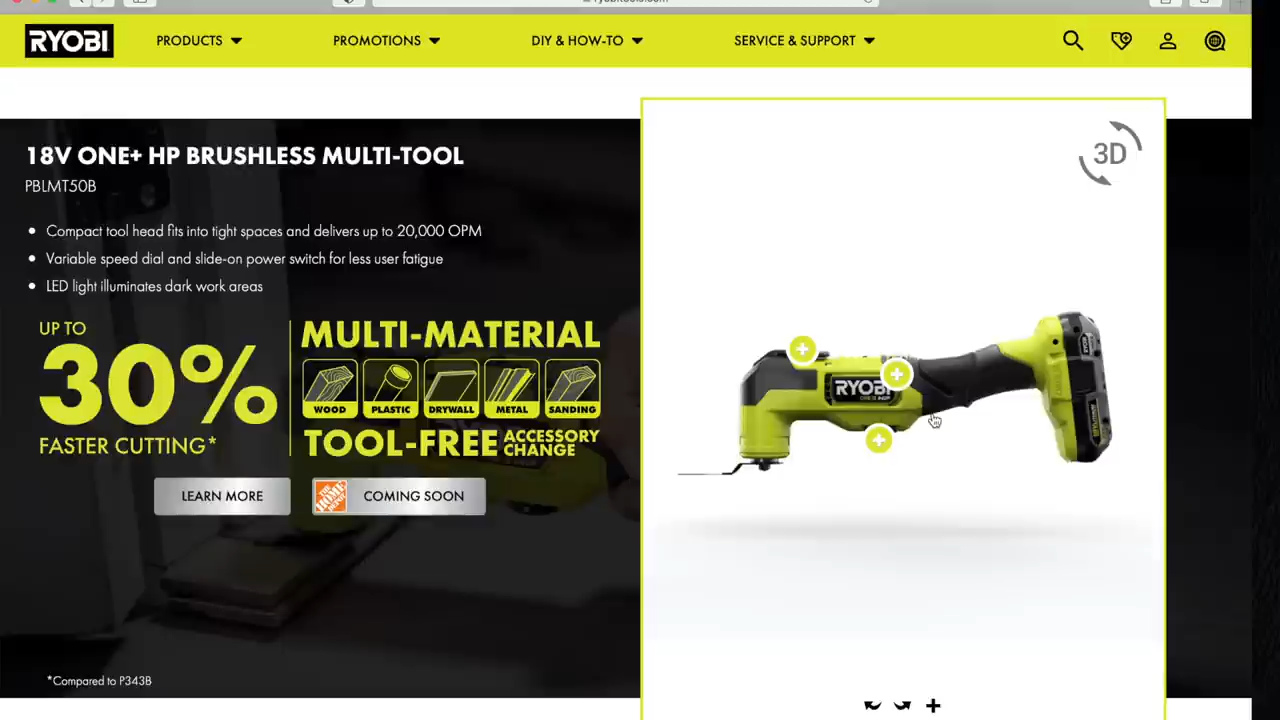 RYOBI
PRODUCTS
PROMOTIONS
DIY & HOW-TO
SERVICE & SUPPORT
18V ONE+ HP BRUSHLESS MULTI-TOOL
PBLMT50B
Compact tool head fits into tight spaces and delivers up to 20,000 OPM
Variable speed dial and slide-on power switch for less user fatigue
LED light illuminates dark work areas
UP TO
30%
FASTER CUTTING*
MULTI-MATERIAL
WOOD PLASTIC DRYWALL METAL SANDING
TOOL-FREE ACCESSORY CHANGE
LEARN MORE
THE HOME DEPOT
COMING SOON
*Compared to P343B
3D
RYOBI